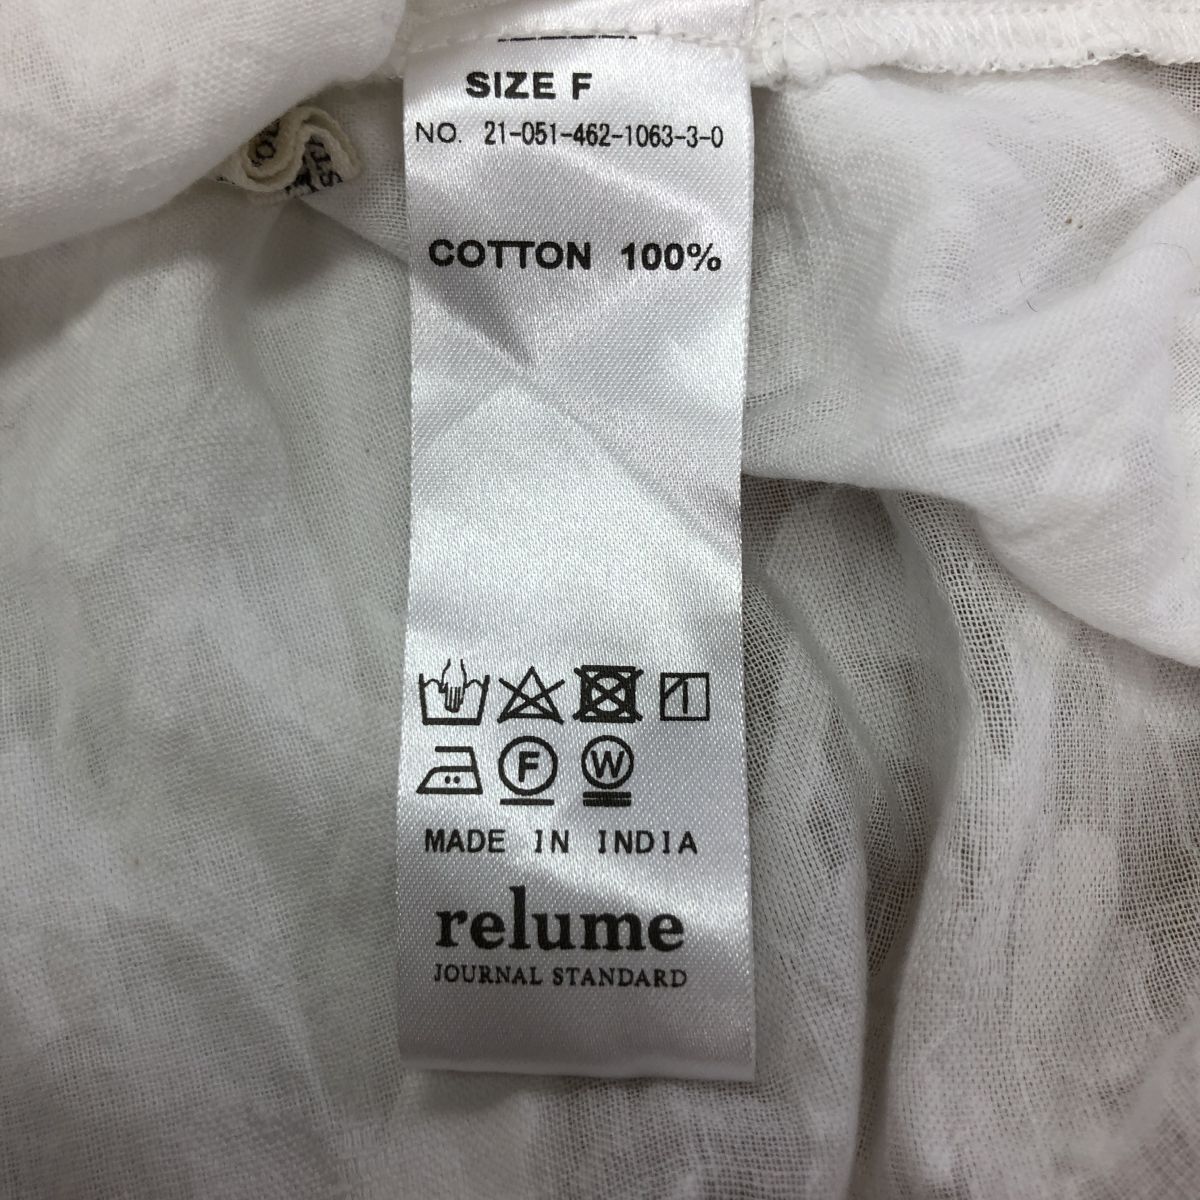 SIZE F
NO. 21-051-462-1063-3-0
COTTON 100%
F W
MADE IN INDIA
relume
JOURNAL STANDARD